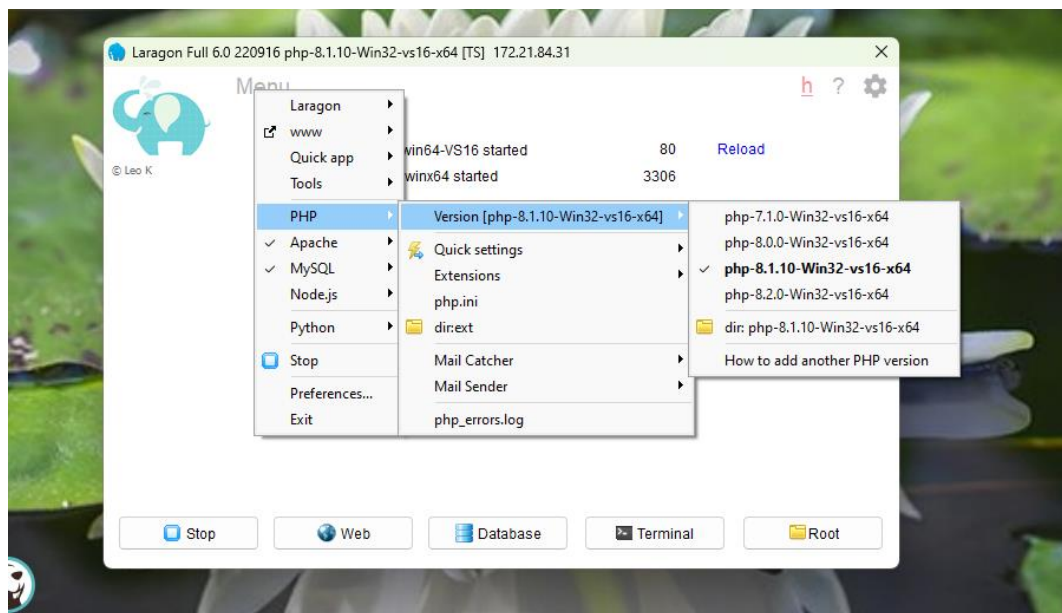 Laragon Full 6.0 220916 php-8.1.10-Win32-vs16-x64 [TS] 172.21.84.31
Menu
h ?
© Leo K
win64-VS16 started 80 Reload
winx64 started 3306
Laragon
www
Quick app
Tools
PHP
Apache
MySQL
Node.js
Python
Stop
Preferences...
Exit
Version [php-8.1.10-Win32-vs16-x64]
Quick settings
Extensions
php.ini
dir:ext
Mail Catcher
Mail Sender
php_errors.log
php-7.1.0-Win32-vs16-x64
php-8.0.0-Win32-vs16-x64
php-8.1.10-Win32-vs16-x64
php-8.2.0-Win32-vs16-x64
dir: php-8.1.10-Win32-vs16-x64
How to add another PHP version
Stop Web Database Terminal Root